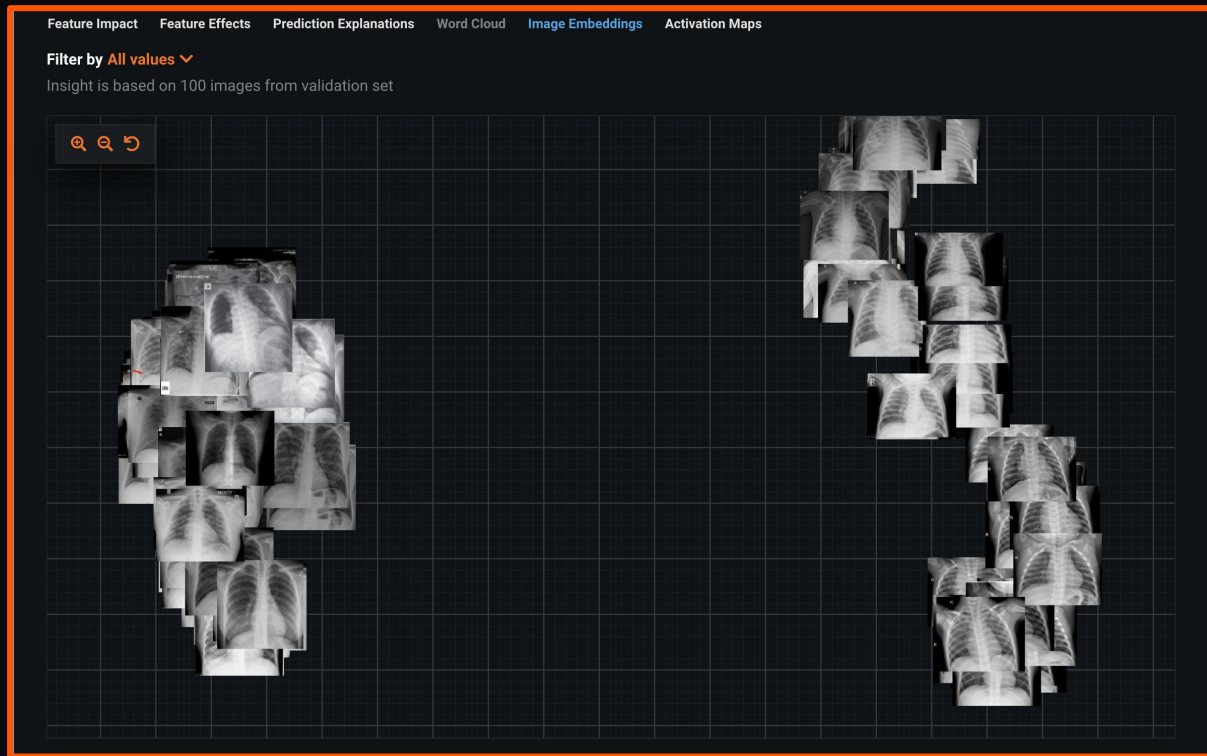 Feature Impact Feature Effects Prediction Explanations Word Cloud Image Embeddings Activation Maps
Filter by All values
Insight is based on 100 images from validation set
R